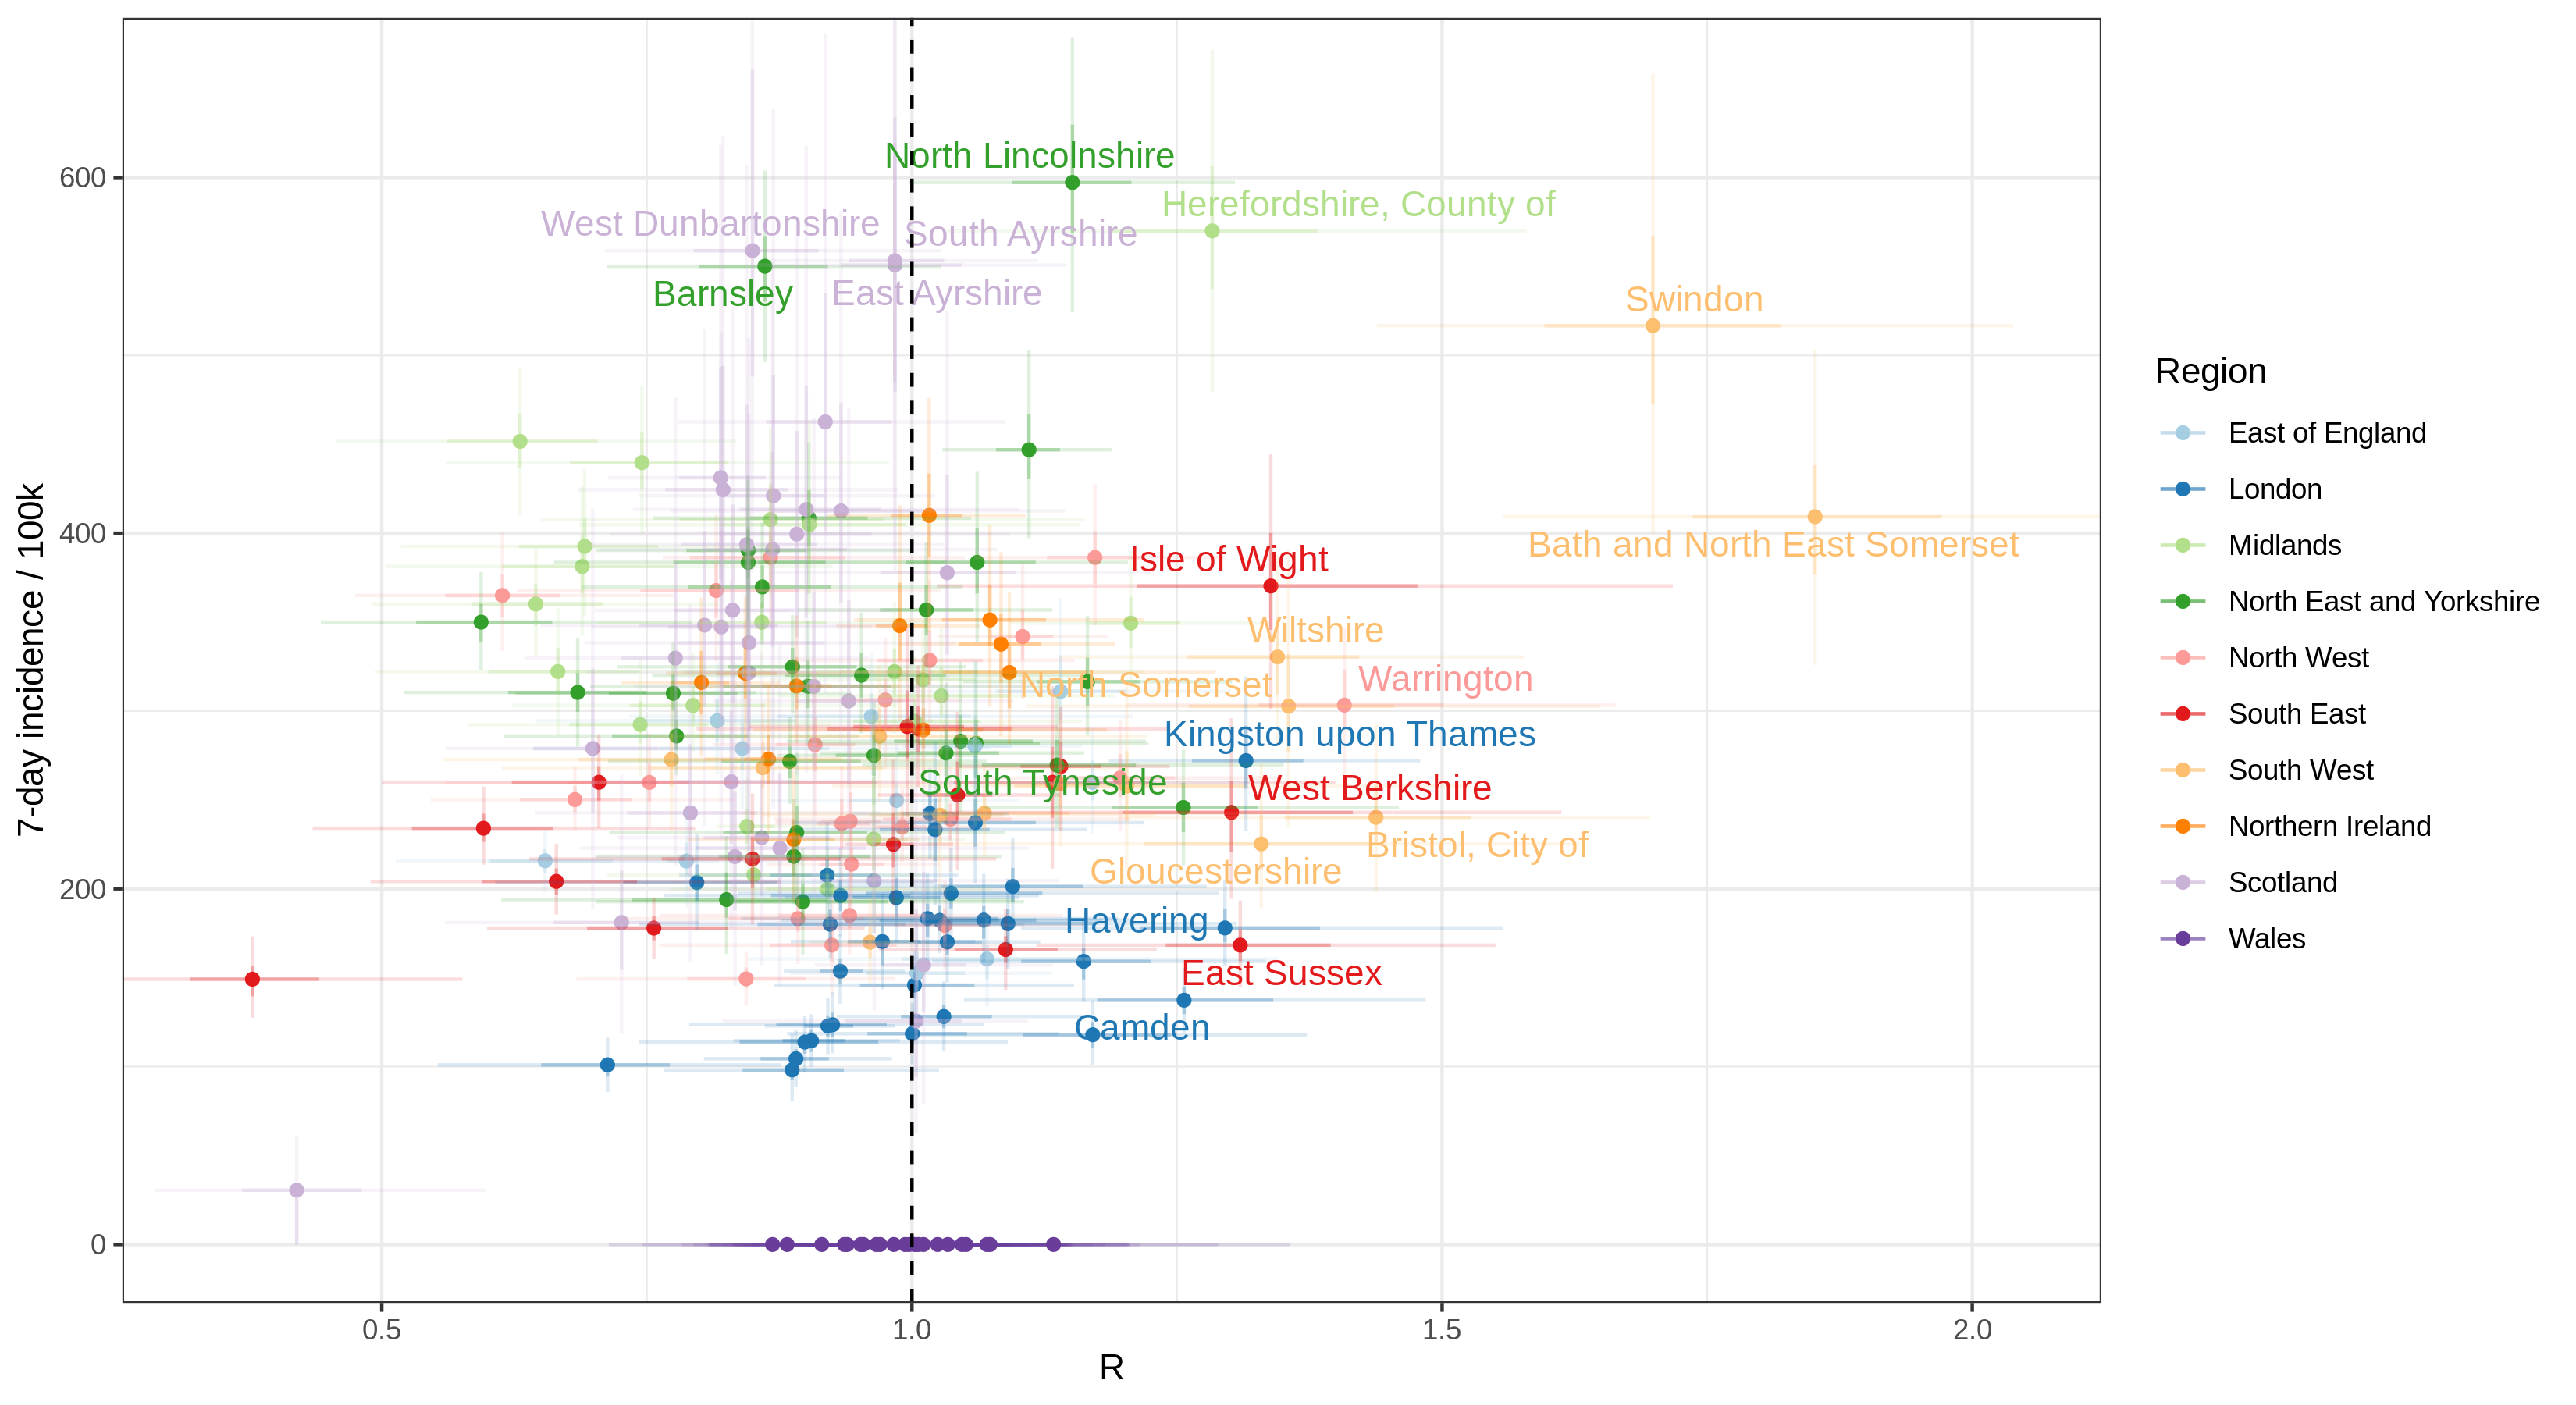 North Lincolnshire
Herefordshire, County of
West Dunbartonshire
South Ayrshire
Barnsley
East Ayrshire
Swindon
Bath and North East Somerset
Isle of Wight
Wiltshire
North Somerset
Warrington
Kingston upon Thames
South Tyneside
West Berkshire
Bristol, City of
Gloucestershire
Havering
East Sussex
Camden
600
400
200
0
7-day incidence / 100k
0.5
1.0
1.5
2.0
R
Region
East of England
London
Midlands
North East and Yorkshire
North West
South East
South West
Northern Ireland
Scotland
Wales